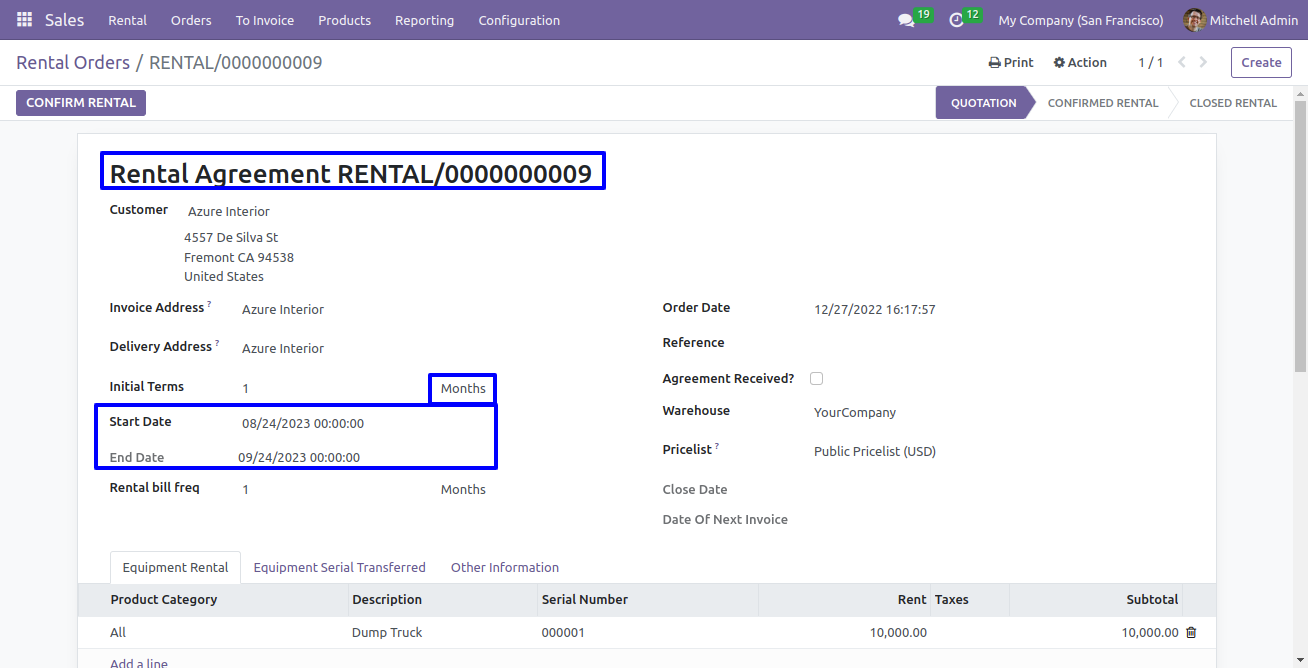 Sales Rental Orders To Invoice Products Reporting Configuration 19 12 My Company (San Francisco) Mitchell Admin
Rental Orders / RENTAL/0000000009 Print Action 1 / 1 Create
CONFIRM RENTAL QUOTATION CONFIRMED RENTAL CLOSED RENTAL
Rental Agreement RENTAL/0000000009
Customer Azure Interior
4557 De Silva St
Fremont CA 94538
United States
Invoice Address ? Azure Interior Order Date 12/27/2022 16:17:57
Delivery Address ? Azure Interior Reference
Initial Terms 1 Months Agreement Received?
Start Date 08/24/2023 00:00:00 Warehouse YourCompany
End Date 09/24/2023 00:00:00 Pricelist ? Public Pricelist (USD)
Rental bill freq 1 Months Close Date
Date Of Next Invoice
Equipment Rental Equipment Serial Transferred Other Information
Product Category Description Serial Number Rent Taxes Subtotal
All Dump Truck 000001 10,000.00 10,000.00
Add a line